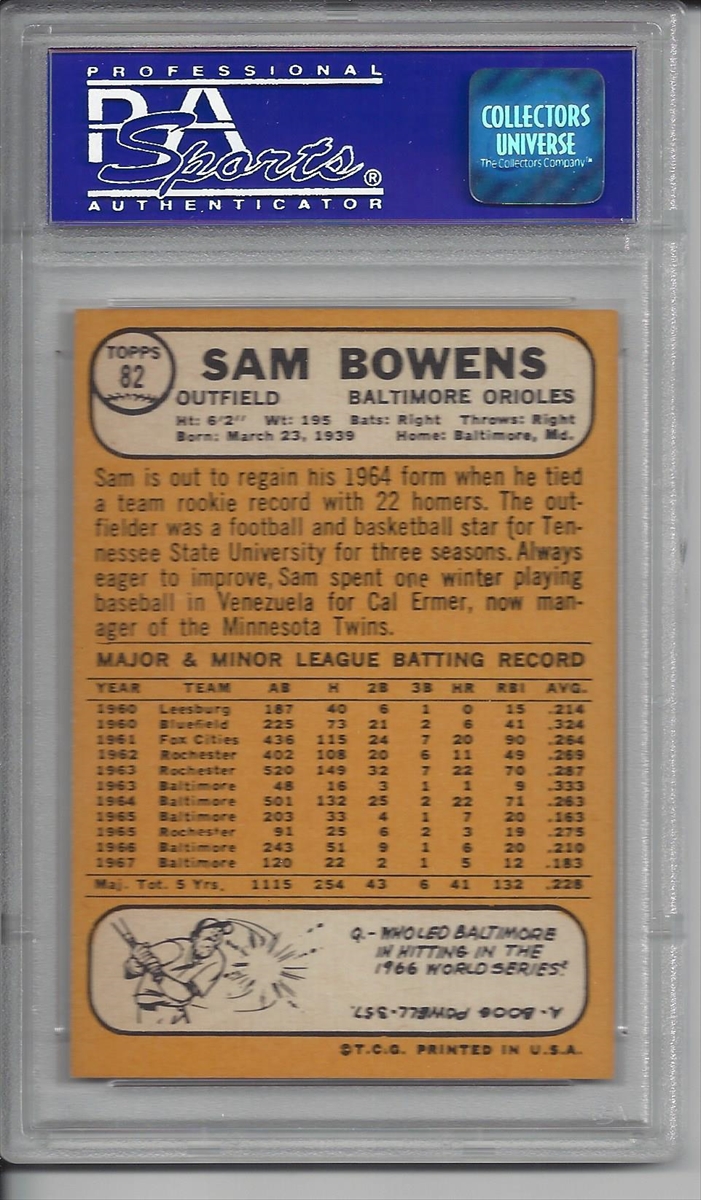 PROFESSIONAL
PSA
Sports®
AUTHENTICATOR
COLLECTORS
UNIVERSE
The Collectors Company™
TOPPS
82
SAM BOWENS
OUTFIELD BALTIMORE ORIOLES
Ht: 6'2" Wt: 195 Bats: Right Throws: Right
Born: March 23, 1939 Home: Baltimore, Md.
Sam is out to regain his 1964 form when he tied
a team rookie record with 22 homers. The out-
fielder was a football and basketball star for Ten-
nessee State University for three seasons. Always
eager to improve, Sam spent one winter playing
baseball in Venezuela for Cal Ermer, now man-
ager of the Minnesota Twins.
MAJOR & MINOR LEAGUE BATTING RECORD
YEAR TEAM AB H 2B 3B HR RBI AVG.
1960 Leesburg 187 40 6 1 0 15 .214
1960 Bluefield 225 73 21 2 6 41 .324
1961 Fox Cities 436 115 24 7 20 90 .264
1962 Rochester 402 108 20 6 11 49 .269
1963 Rochester 520 149 32 7 22 70 .287
1963 Baltimore 48 16 3 1 1 9 .333
1964 Baltimore 501 132 25 2 22 71 .263
1965 Baltimore 203 33 4 1 7 20 .163
1965 Rochester 91 25 6 2 3 19 .275
1966 Baltimore 243 51 9 1 6 20 .210
1967 Baltimore 120 22 2 1 5 12 .183
Maj. Tot. 5 Yrs. 1115 254 43 6 41 132 .228
Q.- WHO LED BALTIMORE
IN HITTING IN THE
1966 WORLD SERIES?
A- BOOG POWELL-.357.
©T.C.G. PRINTED IN U.S.A.